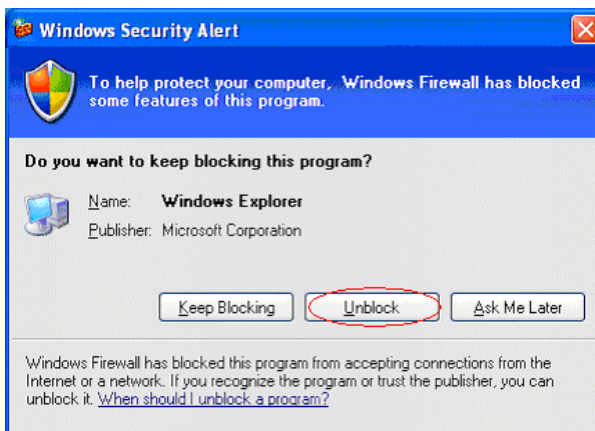 Windows Security Alert
To help protect your computer, Windows Firewall has blocked
some features of this program.
Do you want to keep blocking this program?
Name: Windows Explorer
Publisher: Microsoft Corporation
Keep Blocking Unblock Ask Me Later
Windows Firewall has blocked this program from accepting connections from the
Internet or a network. If you recognize the program or trust the publisher, you can
unblock it. When should I unblock a program?